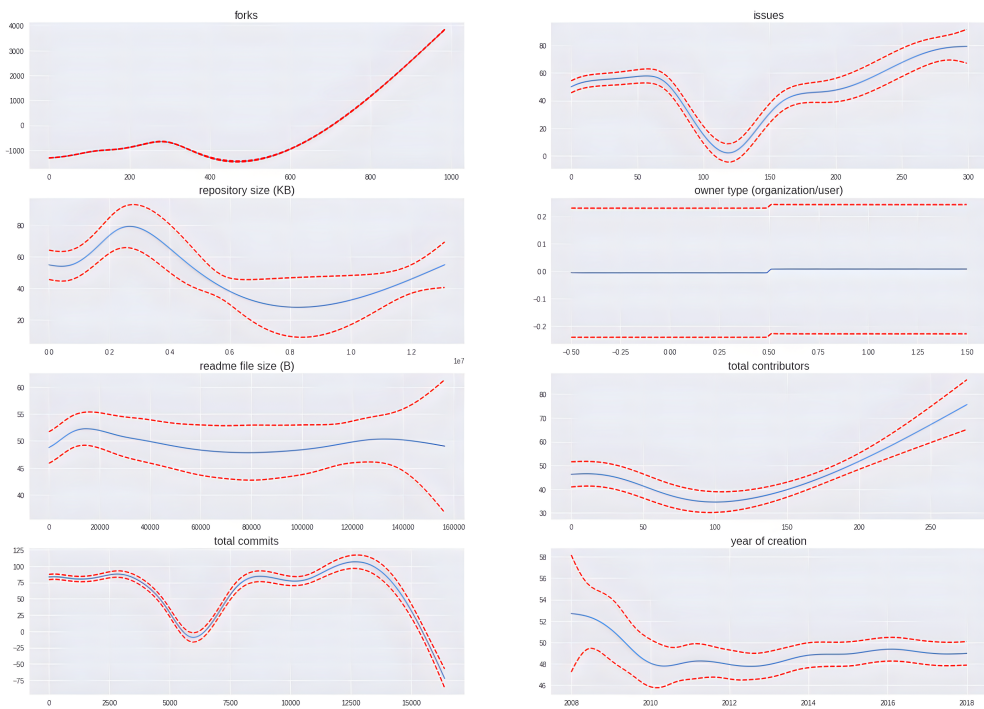 forks
4000
3000
2000
1000
0
−1000
0 200 400 600 800 1000
issues
80
60
40
20
0
0 50 100 150 200 250 300
repository size (KB)
80
60
40
20
0.0 0.2 0.4 0.6 0.8 1.0 1.2
1e7
owner type (organization/user)
0.2
0.1
0.0
−0.1
−0.2
−0.50 −0.25 0.00 0.25 0.50 0.75 1.00 1.25 1.50
readme file size (B)
60
55
50
45
40
0 20000 40000 60000 80000 100000 120000 140000 160000
total contributors
80
70
60
50
40
30
0 50 100 150 200 250
total commits
125
100
75
50
25
0
−25
−50
−75
0 2500 5000 7500 10000 12500 15000
year of creation
58
56
54
52
50
48
46
2008 2010 2012 2014 2016 2018